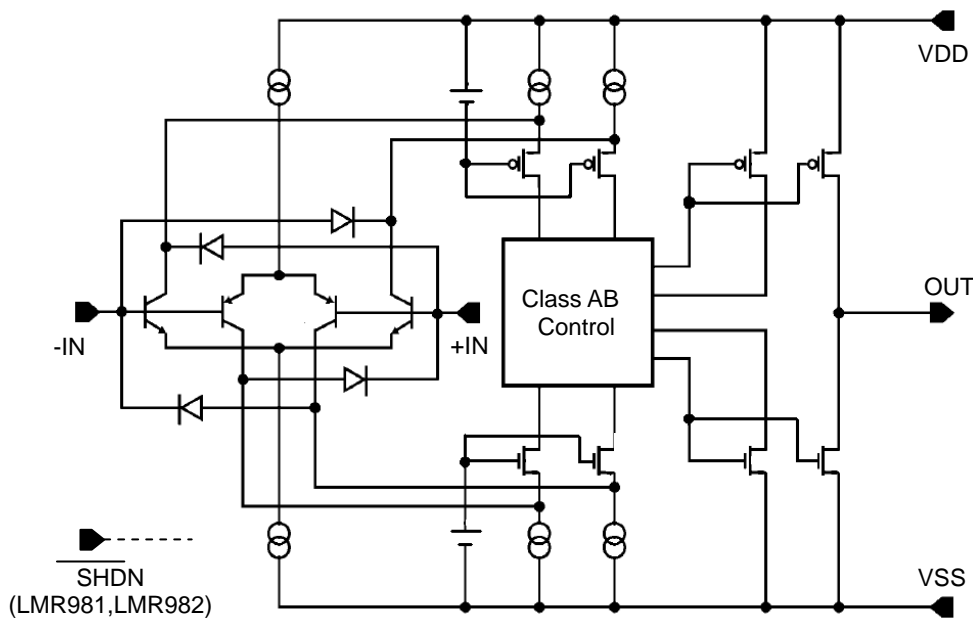 VDD
Class AB
Control
OUT
-IN
+IN
VSS
SHDN
(LMR981,LMR982)